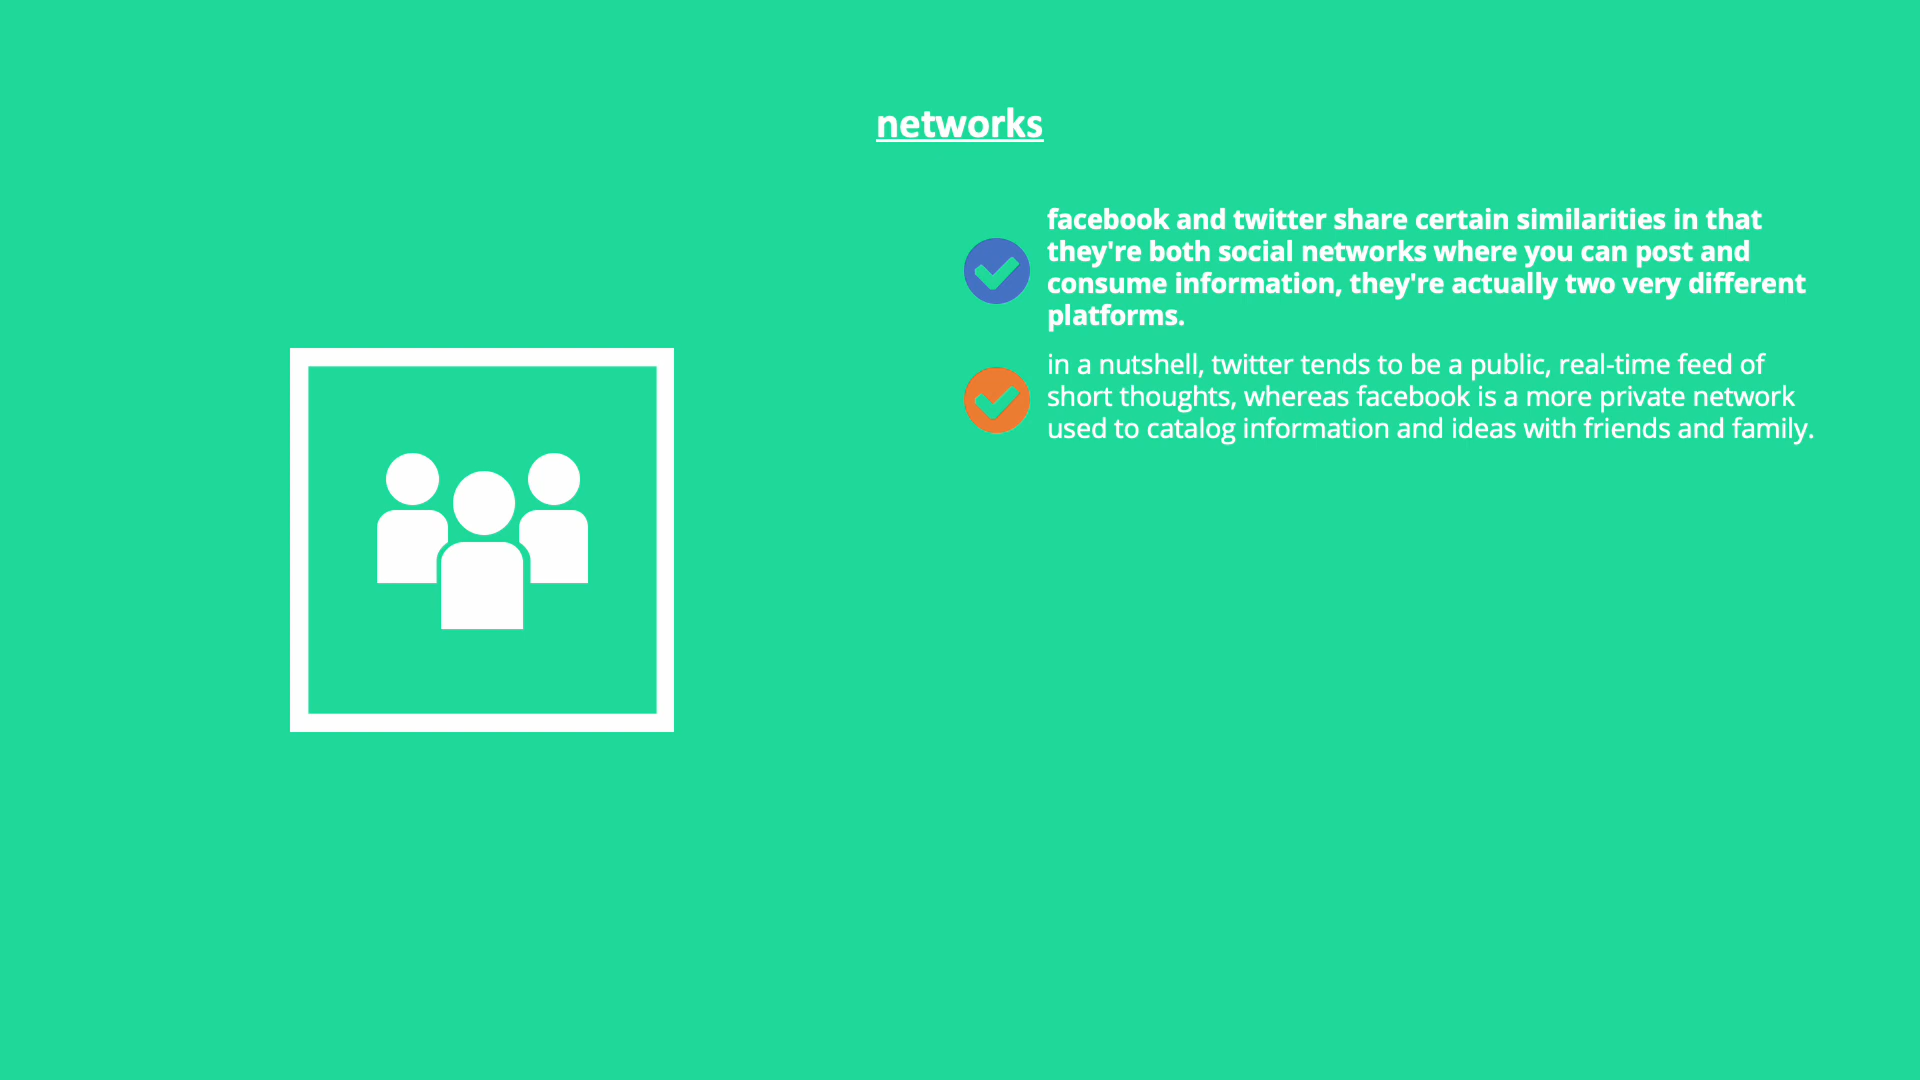 networks
facebook and twitter share certain similarities in that
they're both social networks where you can post and
consume information, they're actually two very different
platforms.
in a nutshell, twitter tends to be a public, real-time feed of
short thoughts, whereas facebook is a more private network
used to catalog information and ideas with friends and family.